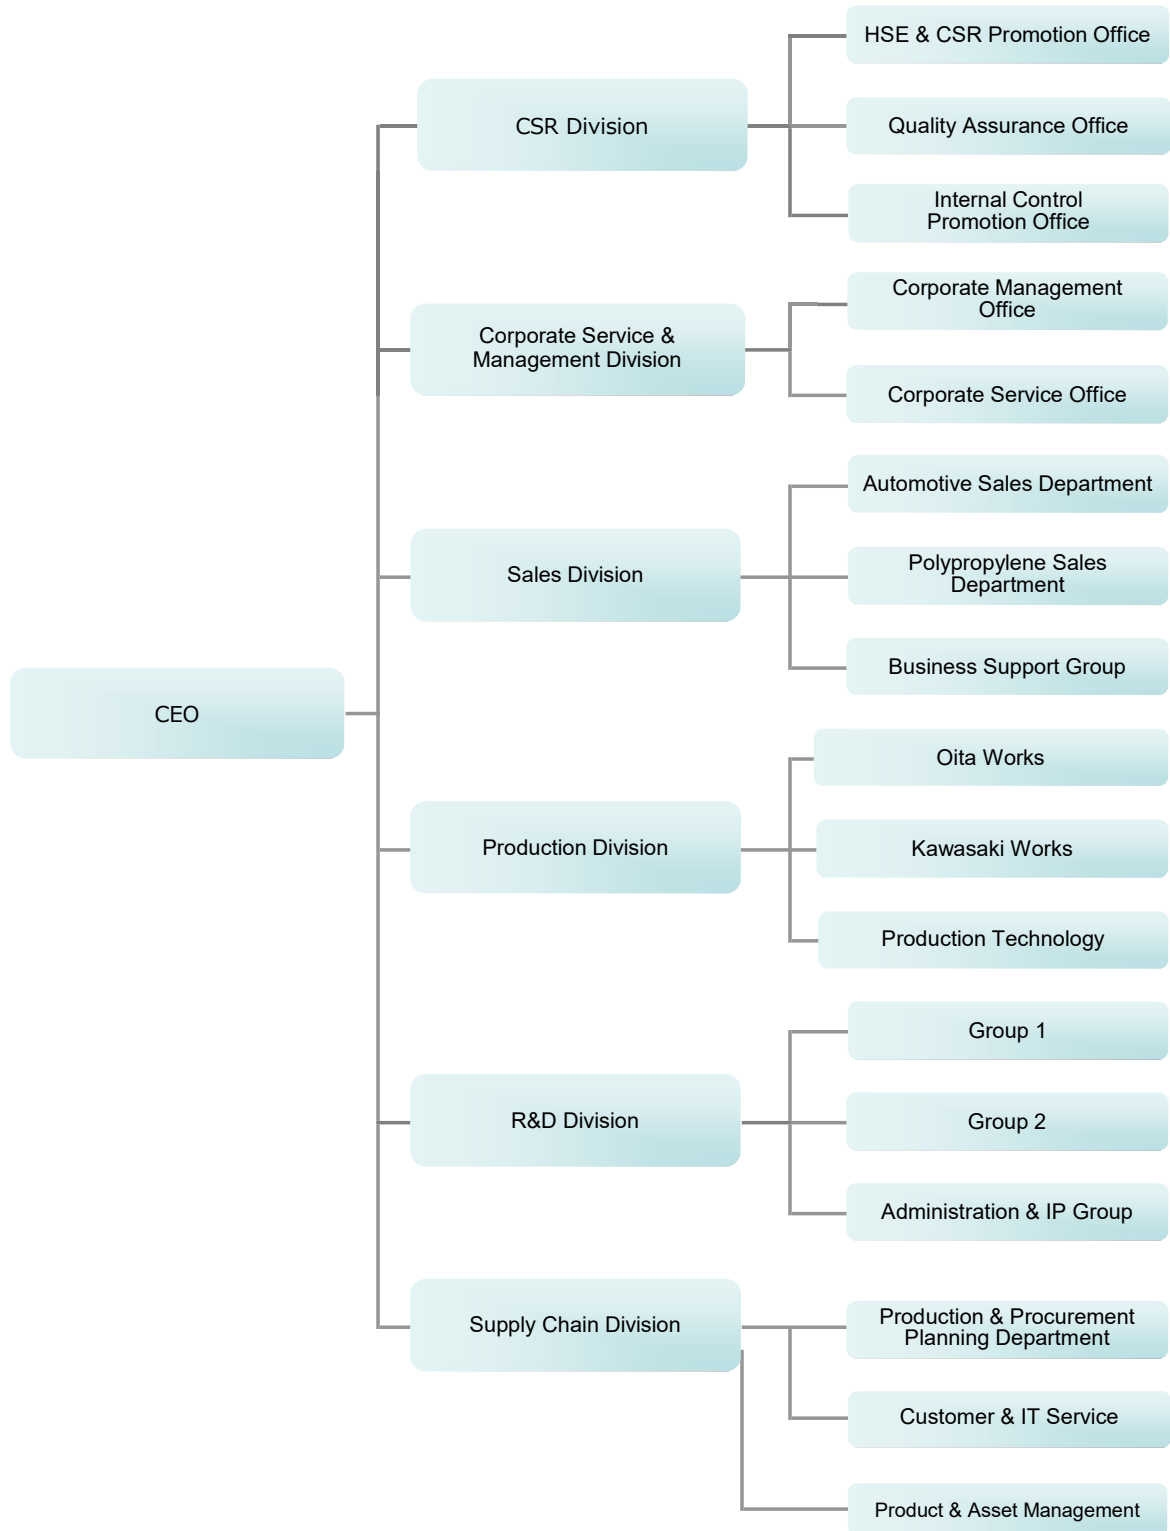 HSE & CSR Promotion Office
CSR Division
Quality Assurance Office
Internal Control
Promotion Office
Corporate Management
Office
Corporate Service &
Management Division
Corporate Service Office
Automotive Sales Department
Sales Division
Polypropylene Sales
Department
Business Support Group
CEO
Oita Works
Production Division
Kawasaki Works
Production Technology
Group 1
R&D Division
Group 2
Administration & IP Group
Supply Chain Division
Production & Procurement
Planning Department
Customer & IT Service
Product & Asset Management